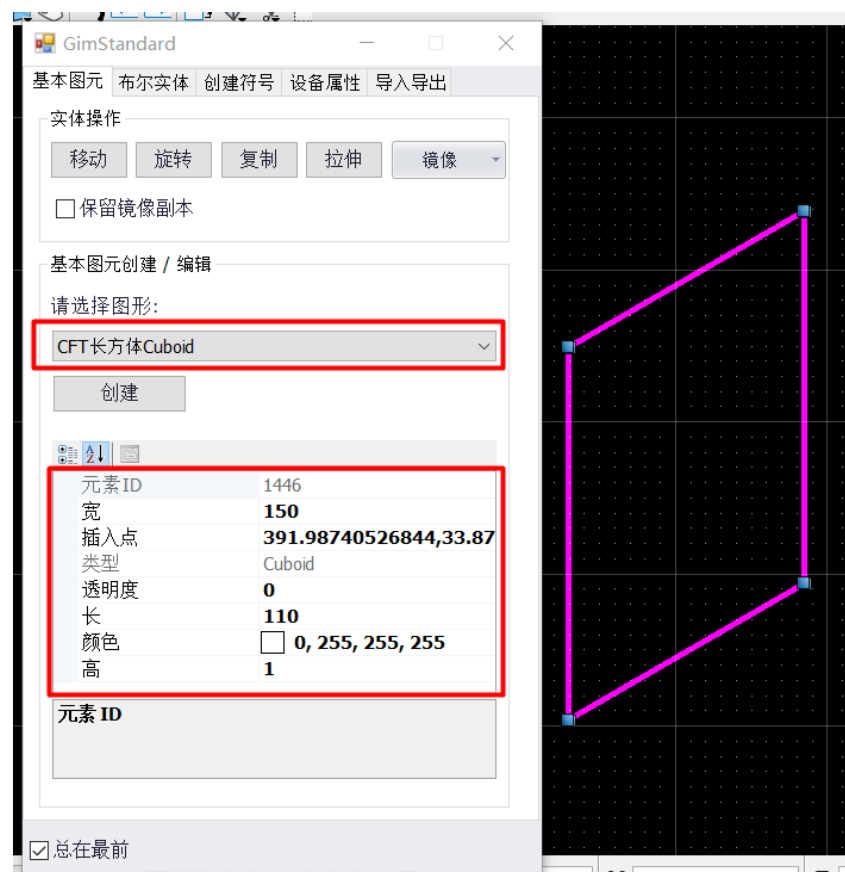 GimStandard
基本图元 布尔实体 创建符号 设备属性 导入导出
实体操作
移动 旋转 复制 拉伸 镜像
保留镜像副本
基本图元创建 / 编辑
请选择图形:
CFT长方体Cuboid
创建
元素ID 1446
宽 150
插入点 391.98740526844,33.87
类型 Cuboid
透明度 0
长 110
颜色 0, 255, 255, 255
高 1
元素 ID
总在最前